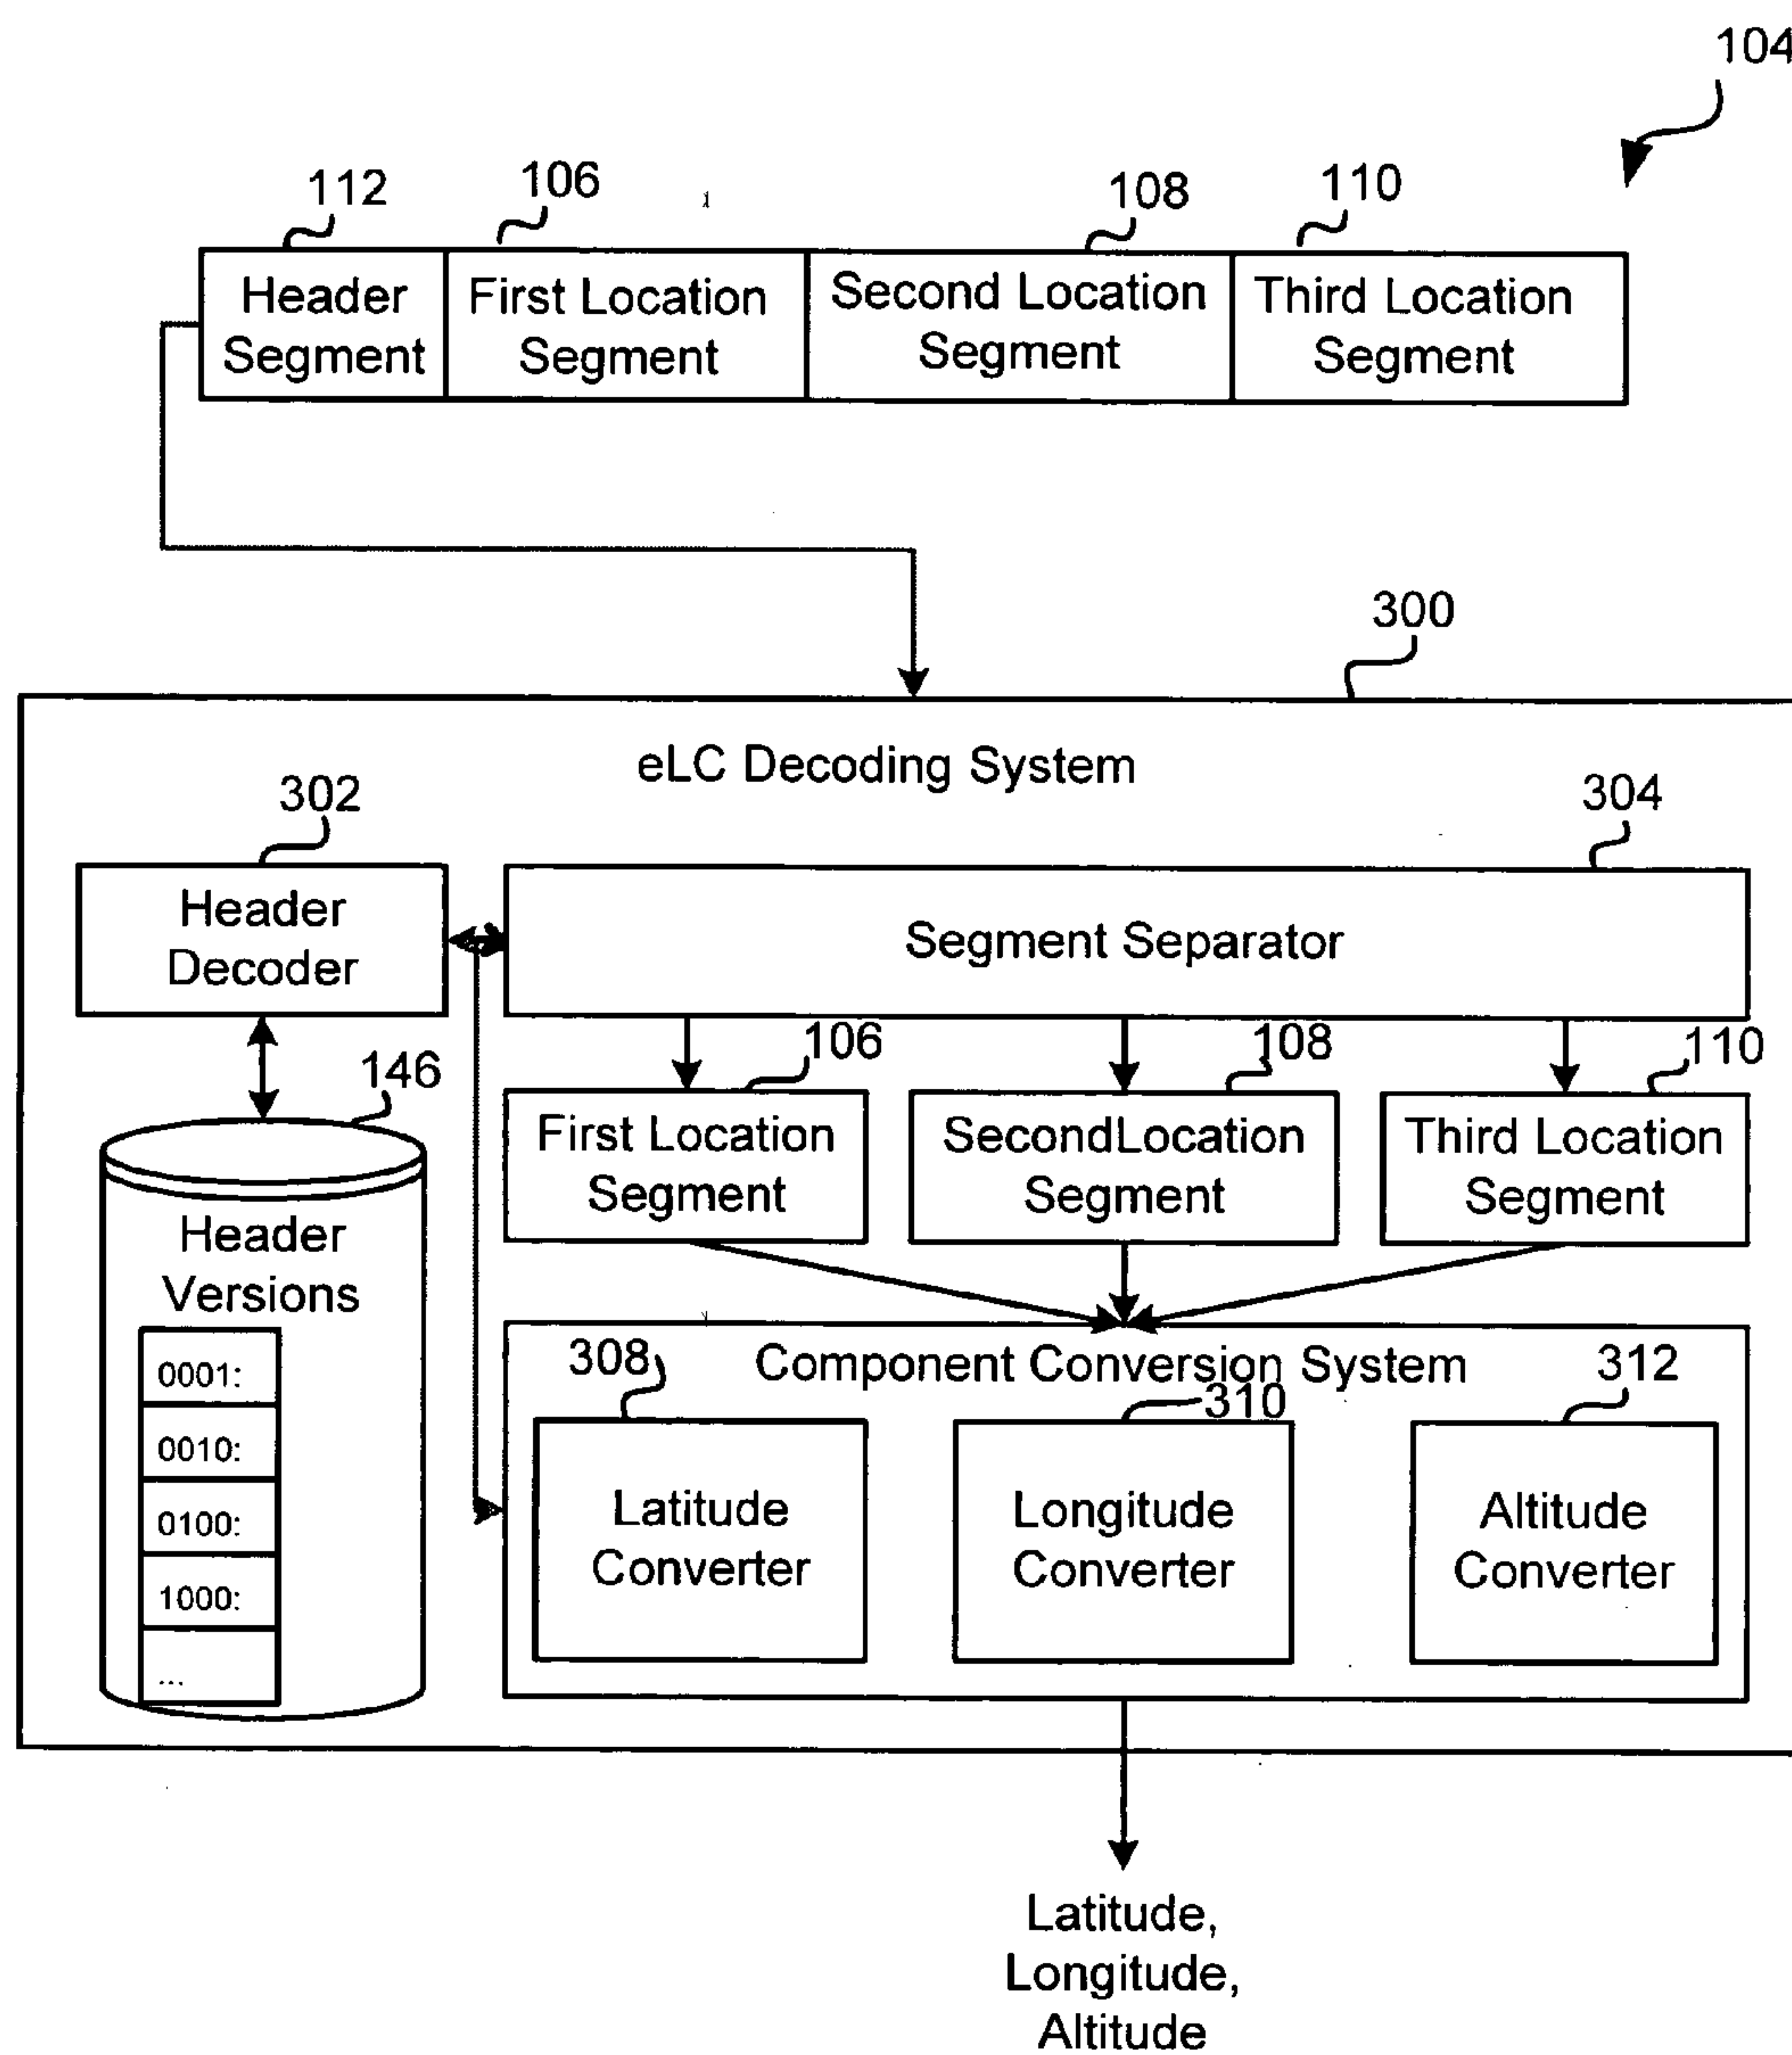 104
112
106
108
110
Header
Segment
First Location
Segment
Second Location
Segment
Third Location
Segment
300
eLC Decoding System
302
304
Header
Decoder
Segment Separator
146
106
108
110
First Location
Segment
SecondLocation
Segment
Third Location
Segment
Header
Versions
0001:
0010:
0100:
1000:
...
Component Conversion System
308
310
312
Latitude
Converter
Longitude
Converter
Altitude
Converter
Latitude,
Longitude,
Altitude